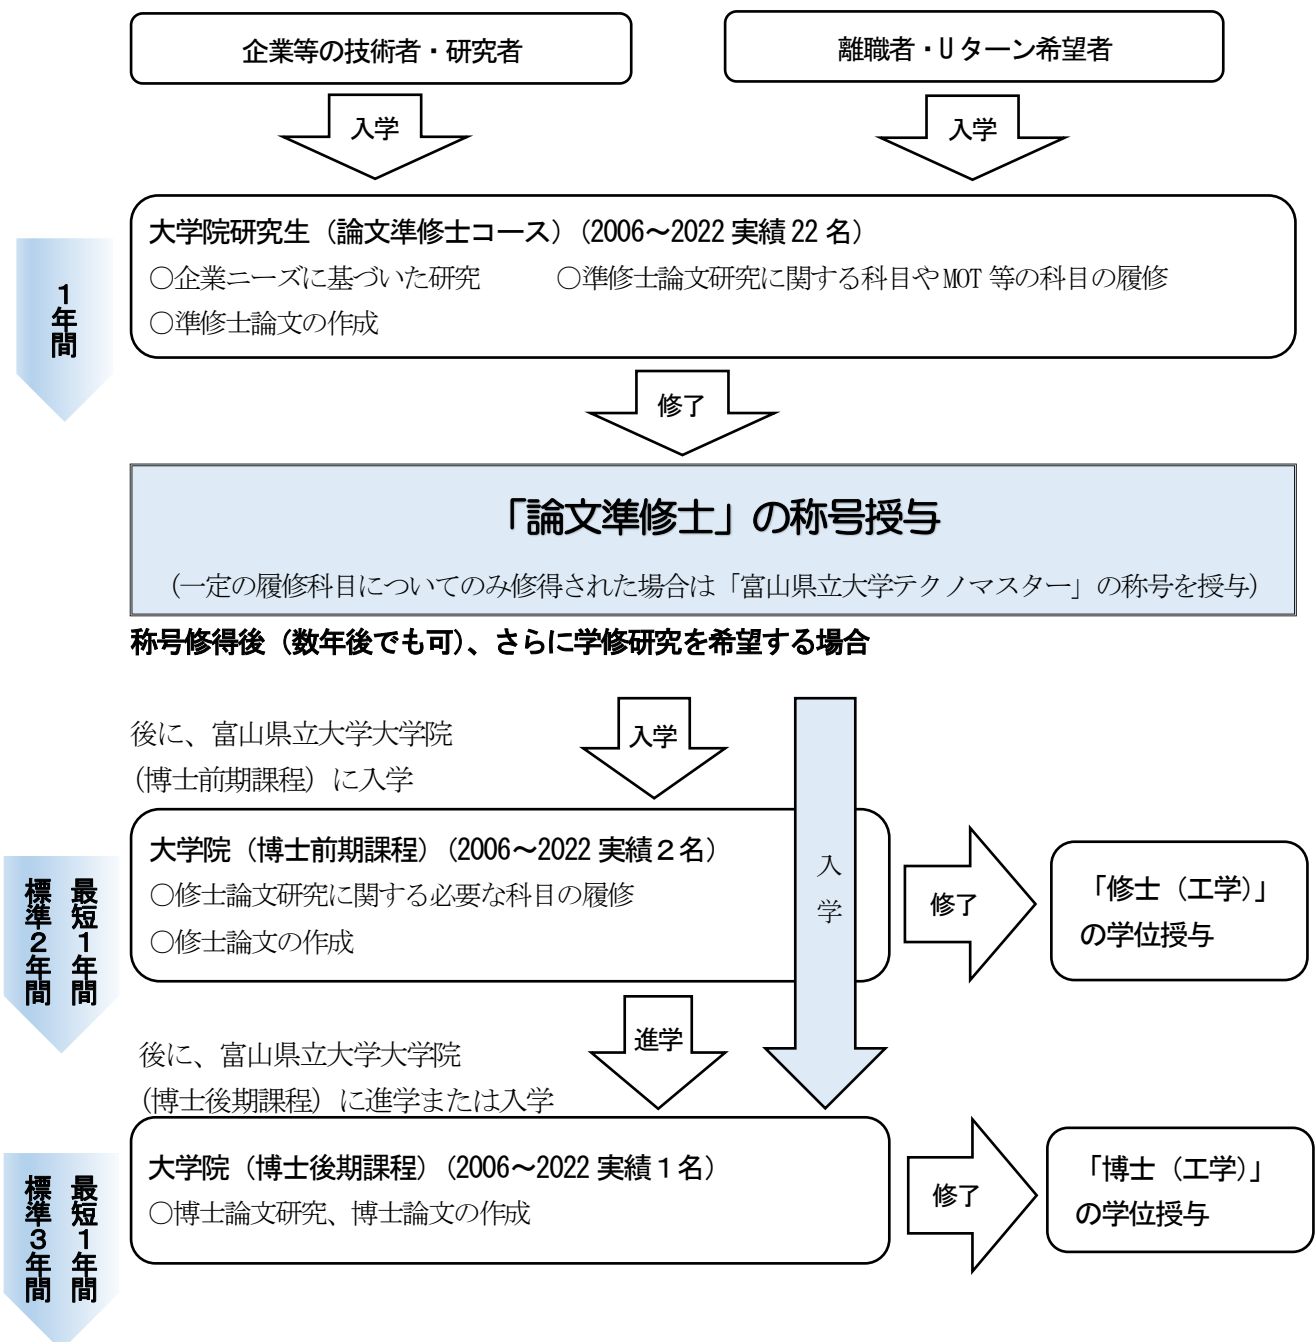 企業等の技術者・研究者
離職者・Uターン希望者
入学
入学
大学院研究生（論文準修士コース）（2006～2022 実績 22 名）
○企業ニーズに基づいた研究　○準修士論文研究に関する科目や MOT 等の科目の履修
○準修士論文の作成
1年間
修了
「論文準修士」の称号授与
（一定の履修科目についてのみ修得された場合は「富山県立大学テクノマスター」の称号を授与）
称号修得後（数年後でも可）、さらに学修研究を希望する場合
後に、富山県立大学大学院
（博士前期課程）に入学
入学
入学
大学院（博士前期課程）（2006～2022 実績２名）
○修士論文研究に関する必要な科目の履修
○修士論文の作成
最短1年間
標準2年間
修了
「修士（工学）」
の学位授与
後に、富山県立大学大学院
（博士後期課程）に進学または入学
進学
大学院（博士後期課程）（2006～2022 実績１名）
○博士論文研究、博士論文の作成
最短1年間
標準3年間
修了
「博士（工学）」
の学位授与